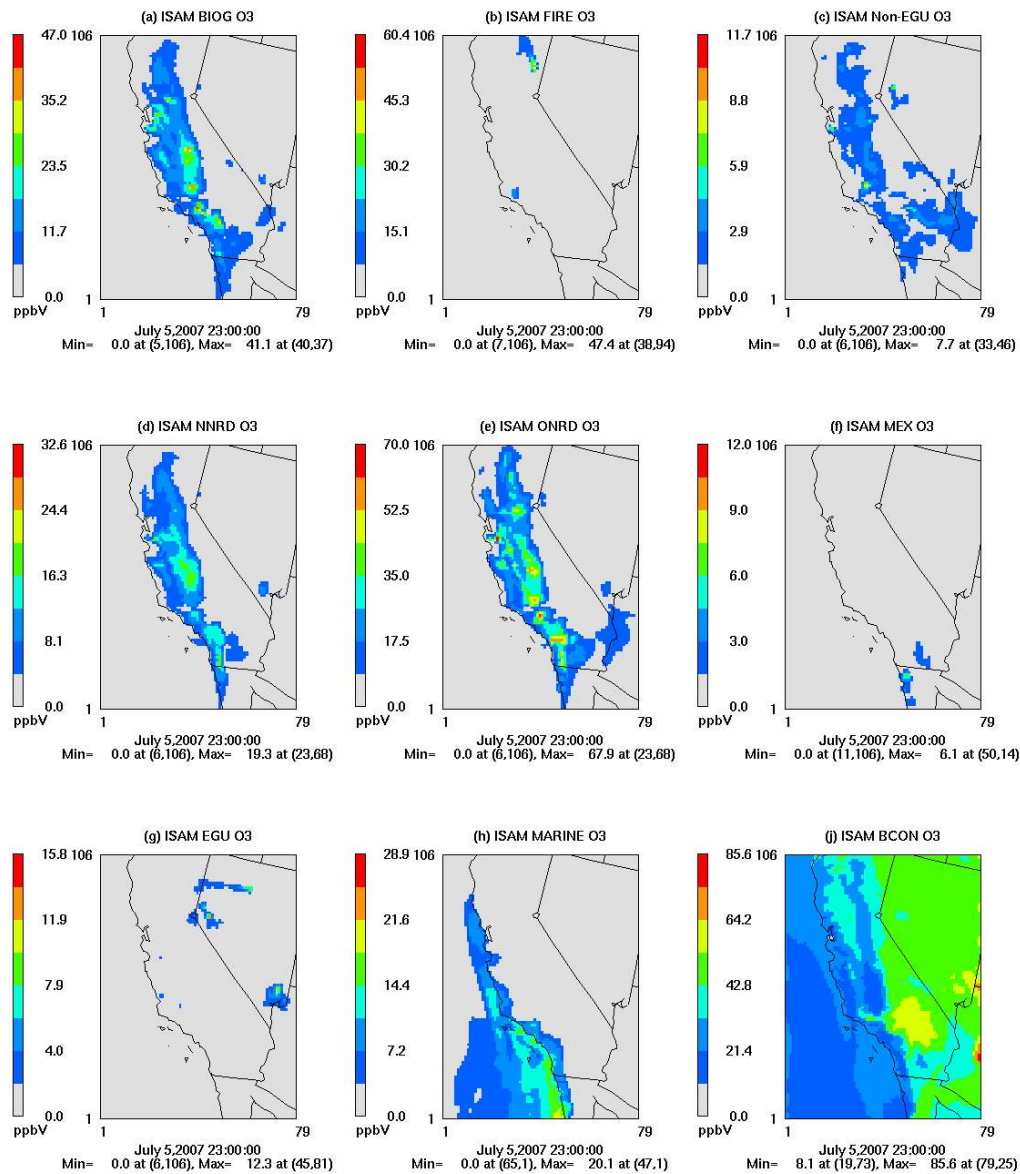 (a) ISAM BIOG O3
47.0
106
35.2
23.5
11.7
0.0
ppbV
1
1
79
July 5,2007 23:00:00
Min= 0.0 at (5,106), Max= 41.1 at (40,37)
(b) ISAM FIRE O3
60.4
106
45.3
30.2
15.1
0.0
ppbV
1
1
79
July 5,2007 23:00:00
Min= 0.0 at (7,106), Max= 47.4 at (38,94)
(c) ISAM Non-EGU O3
11.7
106
8.8
5.9
2.9
0.0
ppbV
1
1
79
July 5,2007 23:00:00
Min= 0.0 at (6,106), Max= 7.7 at (33,46)
(d) ISAM NNRD O3
32.6
106
24.4
16.3
8.1
0.0
ppbV
1
1
79
July 5,2007 23:00:00
Min= 0.0 at (6,106), Max= 19.3 at (23,68)
(e) ISAM ONRD O3
70.0
106
52.5
35.0
17.5
0.0
ppbV
1
1
79
July 5,2007 23:00:00
Min= 0.0 at (6,106), Max= 67.9 at (23,68)
(f) ISAM MEX O3
12.0
106
9.0
6.0
3.0
0.0
ppbV
1
1
79
July 5,2007 23:00:00
Min= 0.0 at (11,106), Max= 6.1 at (50,14)
(g) ISAM EGU O3
15.8
106
11.9
7.9
4.0
0.0
ppbV
1
1
79
July 5,2007 23:00:00
Min= 0.0 at (6,106), Max= 12.3 at (45,81)
(h) ISAM MARINE O3
28.9
106
21.6
14.4
7.2
0.0
ppbV
1
1
79
July 5,2007 23:00:00
Min= 0.0 at (65,1), Max= 20.1 at (47,1)
(j) ISAM BCON O3
85.6
106
64.2
42.8
21.4
0.0
ppbV
1
1
79
July 5,2007 23:00:00
Min= 8.1 at (19,73), Max= 85.6 at (79,25)